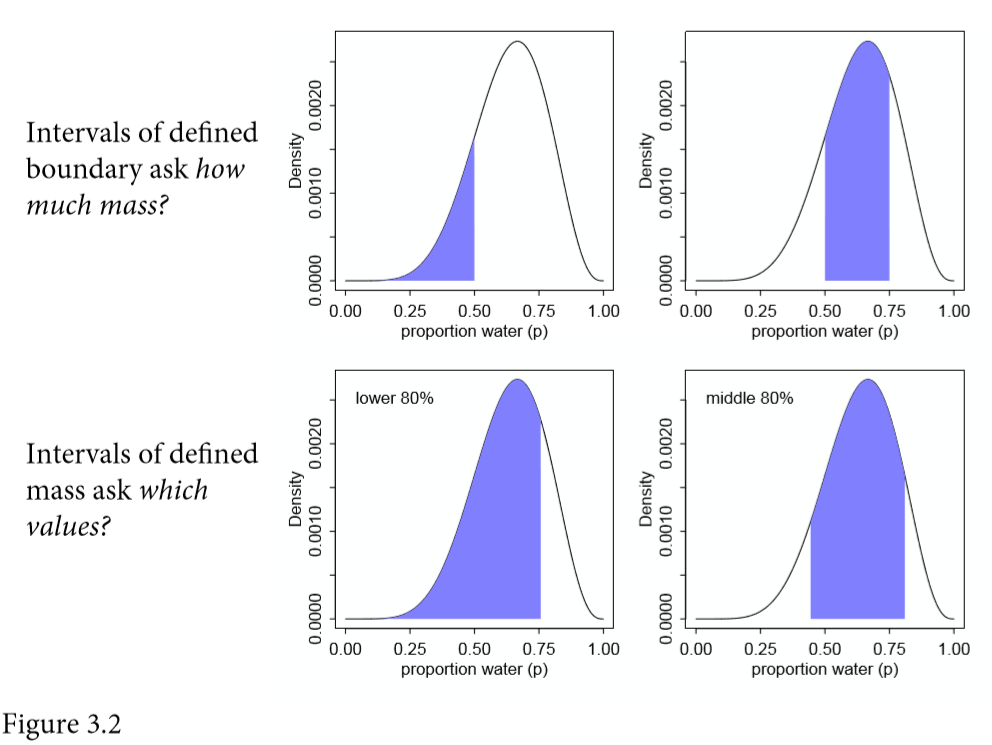 Intervals of defined
boundary ask how
much mass?
Density
0.0000 0.0010 0.0020
0.00 0.25 0.50 0.75 1.00
proportion water (p)
Density
0.0000 0.0010 0.0020
0.00 0.25 0.50 0.75 1.00
proportion water (p)
Intervals of defined
mass ask which
values?
lower 80%
Density
0.0000 0.0010 0.0020
0.00 0.25 0.50 0.75 1.00
proportion water (p)
middle 80%
Density
0.0000 0.0010 0.0020
0.00 0.25 0.50 0.75 1.00
proportion water (p)
Figure 3.2